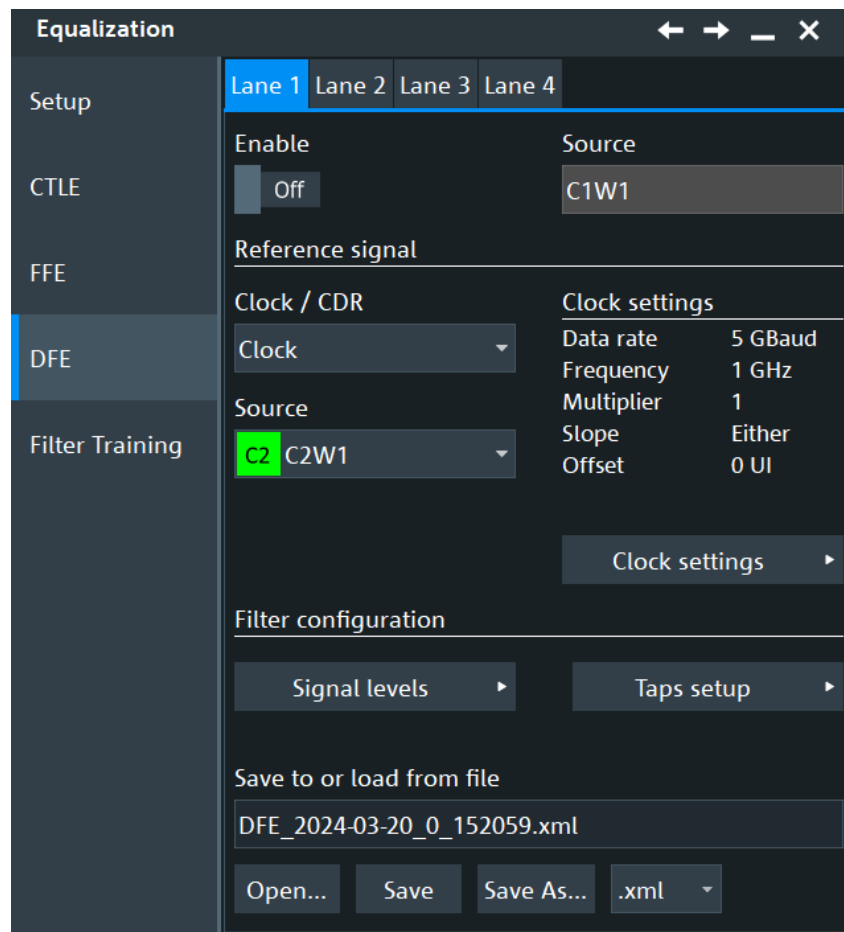 Equalization
Setup
CTLE
FFE
DFE
Filter Training
Lane 1 Lane 2 Lane 3 Lane 4
Enable
Off
Source
C1W1
Reference signal
Clock / CDR
Clock
Source
C2 C2W1
Clock settings
Data rate 5 GBaud
Frequency 1 GHz
Multiplier 1
Slope Either
Offset 0 UI
Clock settings
Filter configuration
Signal levels
Taps setup
Save to or load from file
DFE_2024-03-20_0_152059.xml
Open... Save Save As... .xml